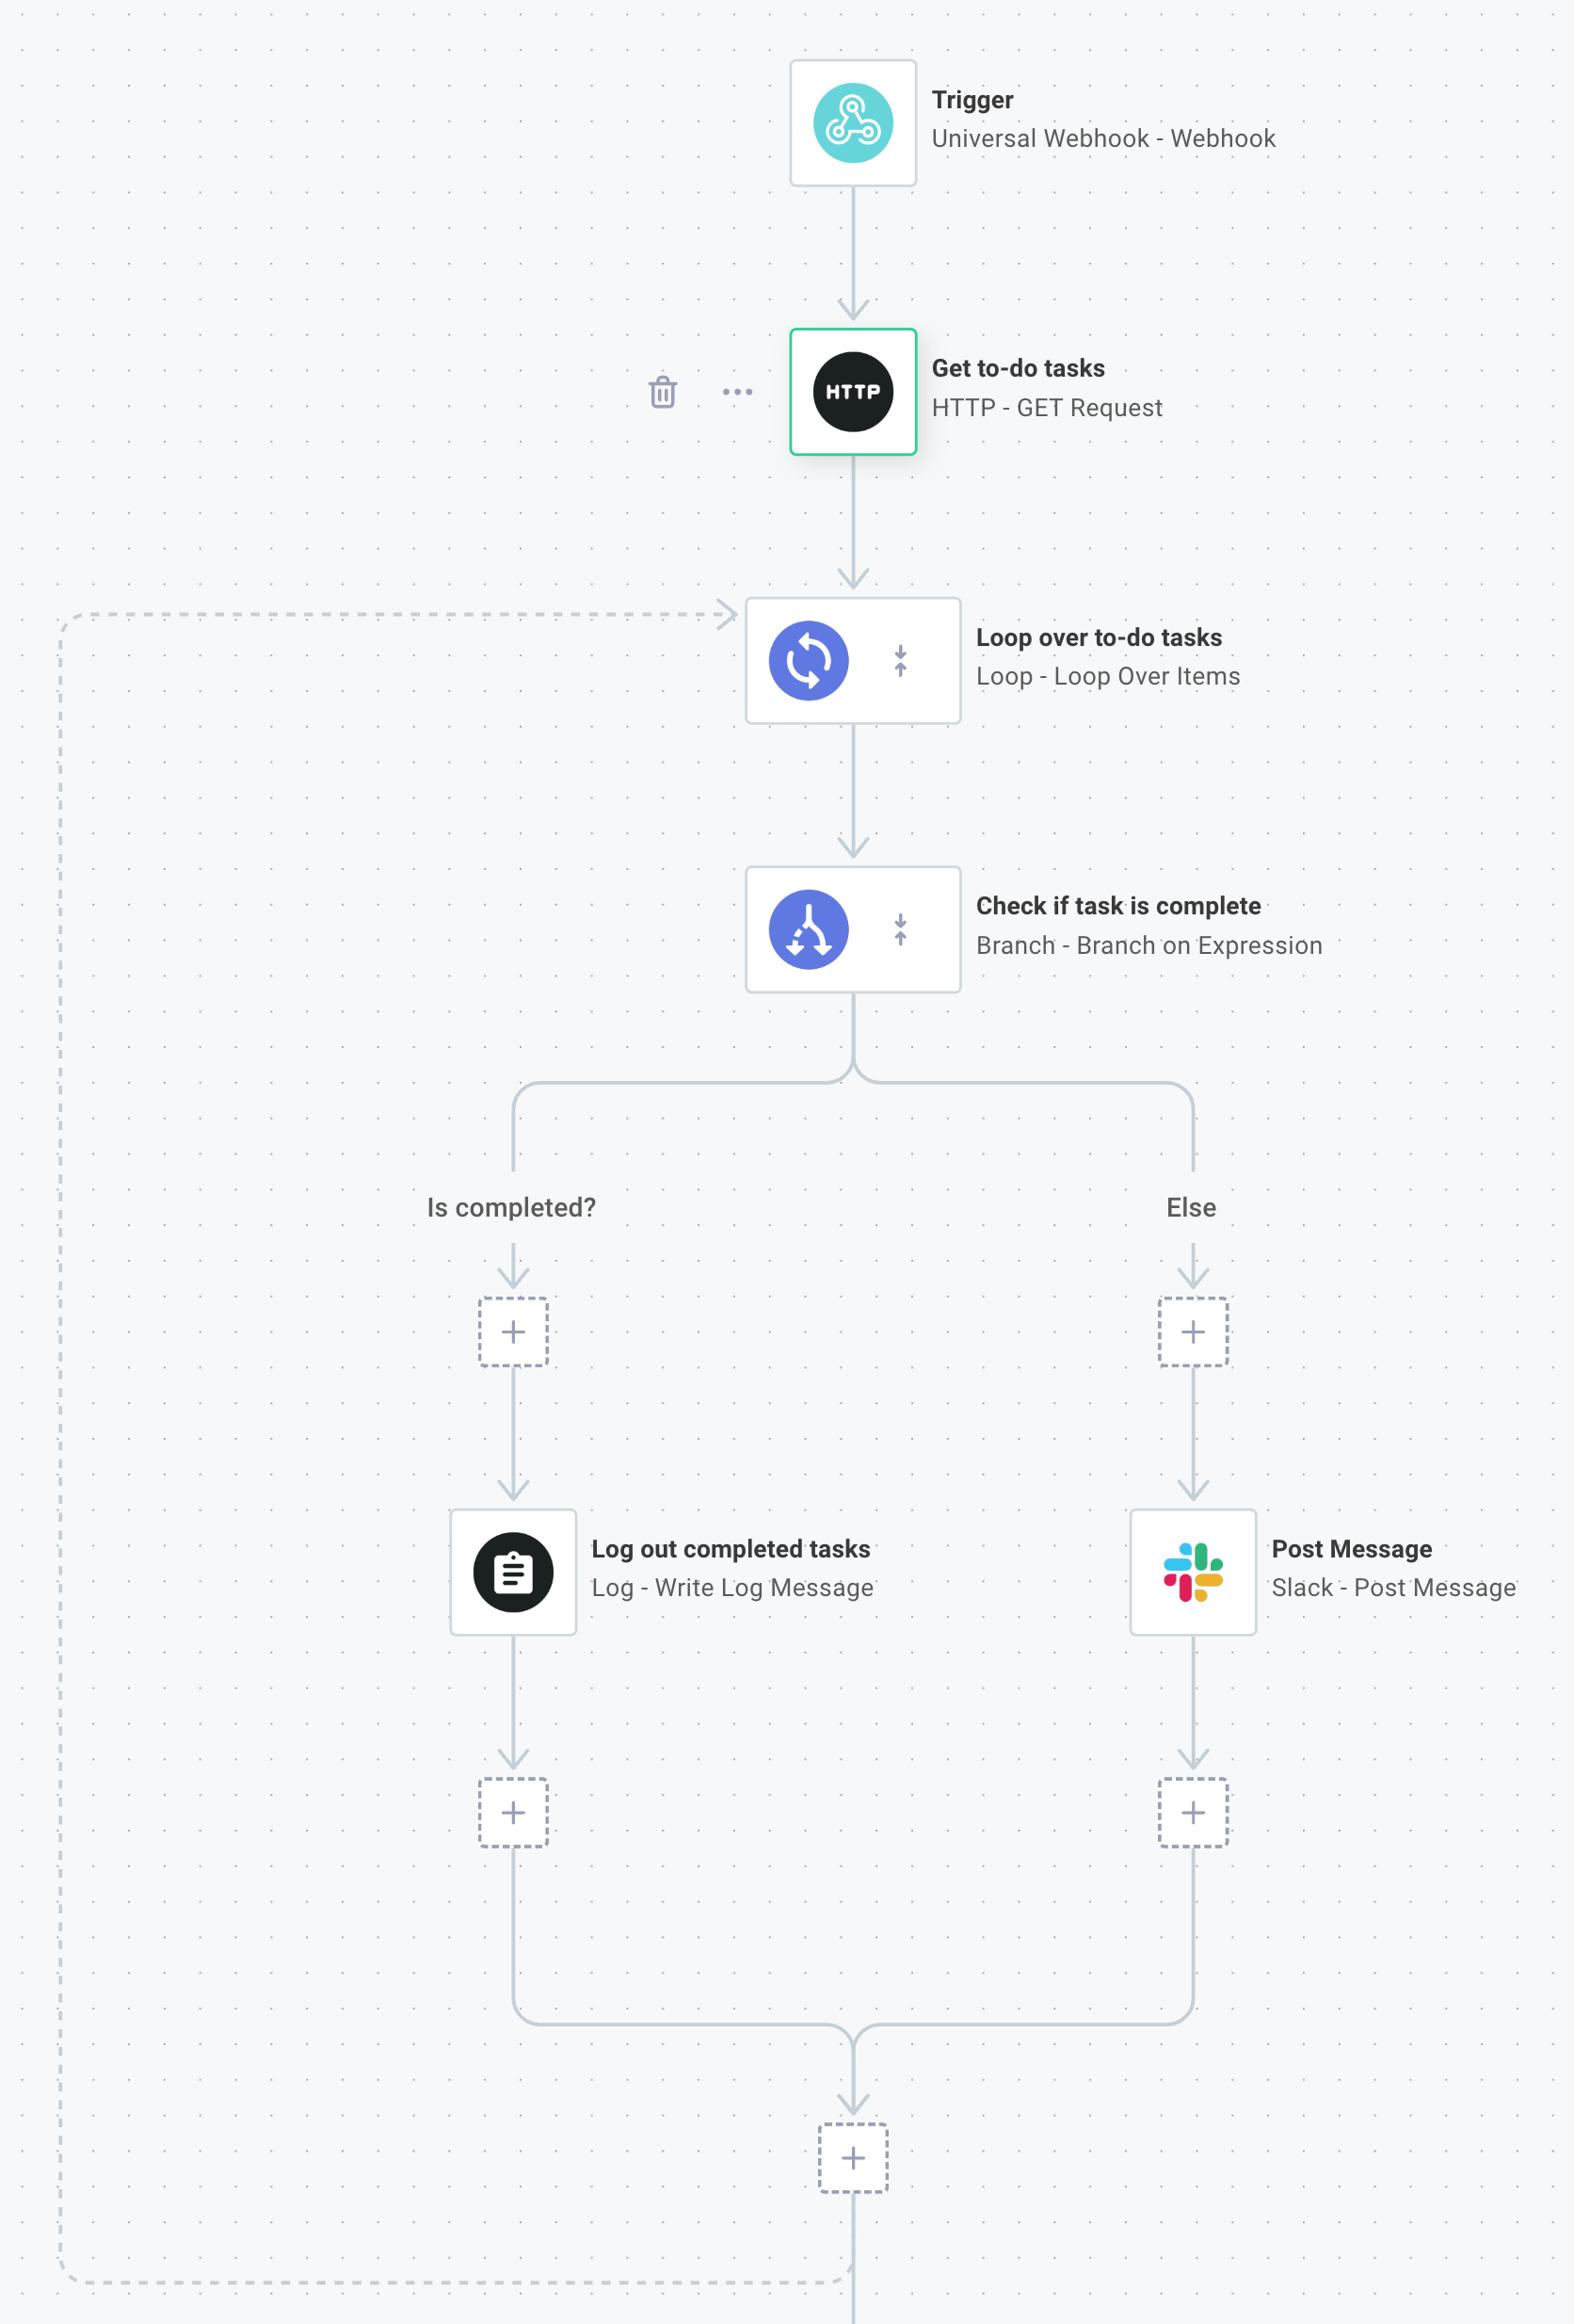 Trigger
Universal Webhook - Webhook
HTTP
Get to-do tasks
HTTP - GET Request
Loop over to-do tasks
Loop - Loop Over Items
Check if task is complete
Branch - Branch on Expression
Is completed?
Else
Log out completed tasks
Log - Write Log Message
Post Message
Slack - Post Message